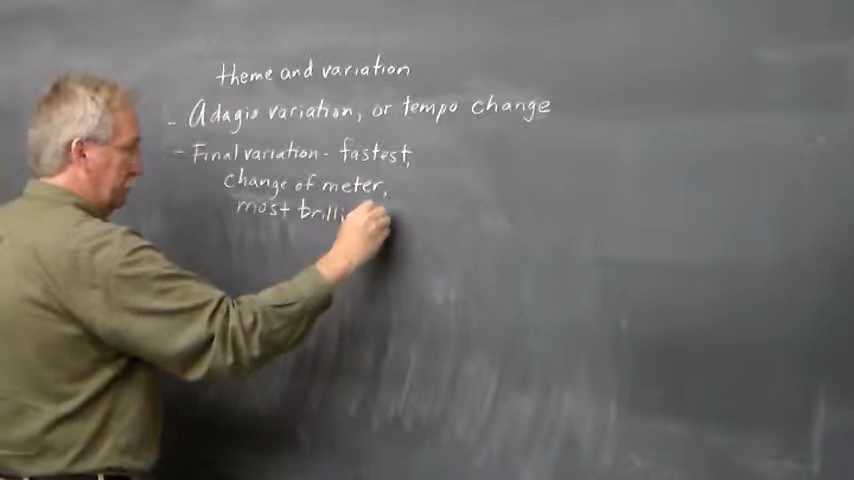 theme and variation
- Adagio variation, or tempo change
- Final variation - fastest,
change of meter,
most brilli